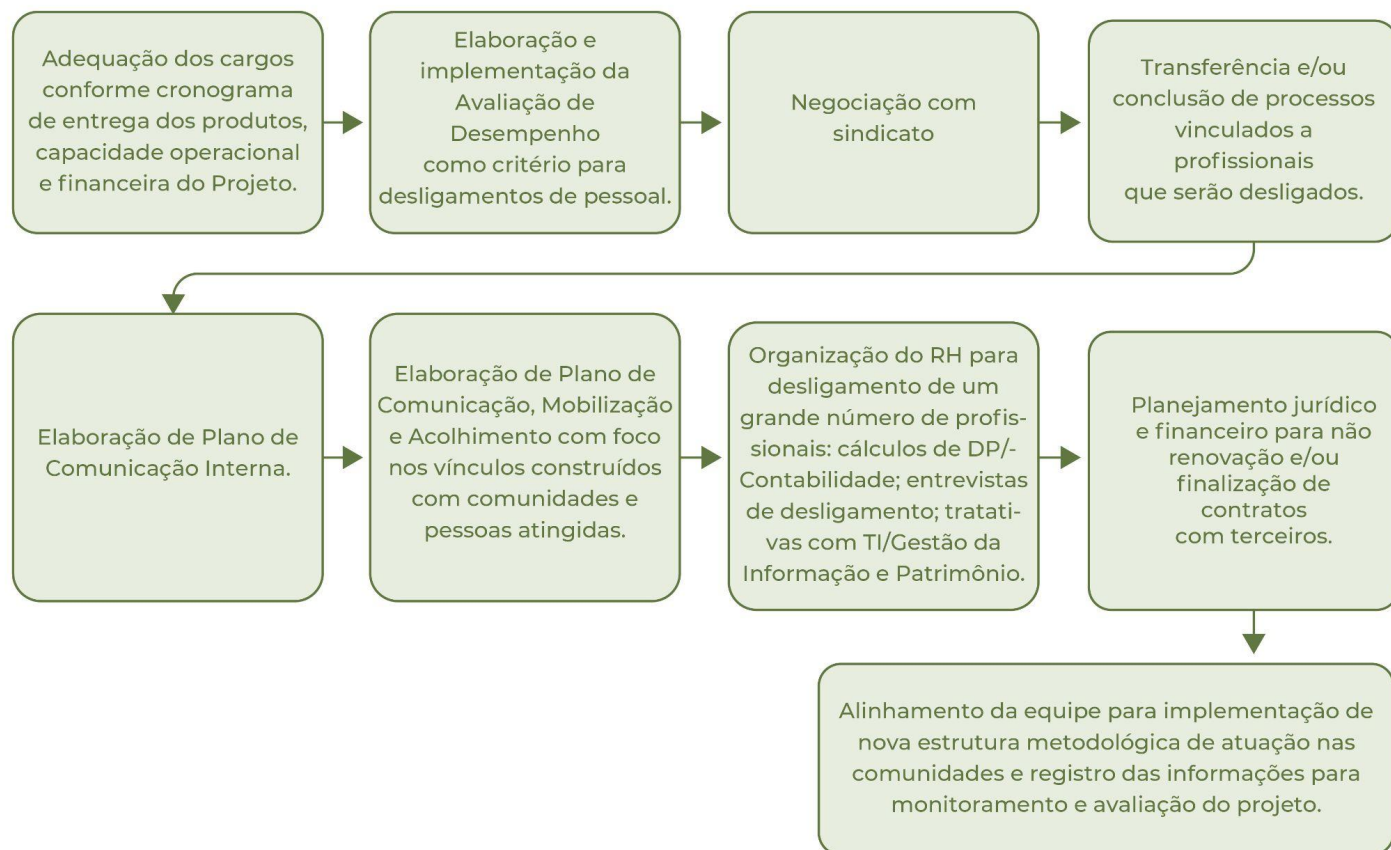 Adequação dos cargos
conforme cronograma
de entrega dos produtos,
capacidade operacional
e financeira do Projeto.
Elaboração e
implementação da
Avaliação de
Desempenho
como critério para
desligamentos de pessoal.
Negociação com
sindicato
Transferência e/ou
conclusão de processos
vinculados a
profissionais
que serão desligados.
Elaboração de Plano de
Comunicação Interna.
Elaboração de Plano de
Comunicação, Mobilização
e Acolhimento com foco
nos vínculos construídos
com comunidades e
pessoas atingidas.
Organização do RH para
desligamento de um
grande número de profis-
sionais: cálculos de DP/-
Contabilidade; entrevistas
de desligamento; tratati-
vas com TI/Gestão da
Informação e Patrimônio.
Planejamento jurídico
e financeiro para não
renovação e/ou
finalização de
contratos
com terceiros.
Alinhamento da equipe para implementação de
nova estrutura metodológica de atuação nas
comunidades e registro das informações para
monitoramento e avaliação do projeto.